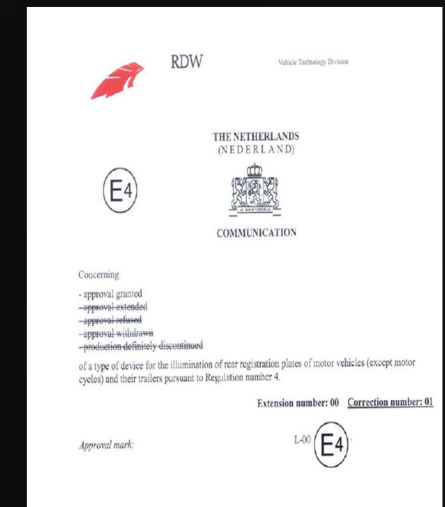 RDW
Vehicle Technology Division
THE NETHERLANDS
(NEDERLAND)
E4
COMMUNICATION
Concerning
- approval granted
- approval extended
- approval refused
- approval withdrawn
- production definitely discontinued
of a type of device for the illumination of rear registration plates of motor vehicles (except motor
cycles) and their trailers pursuant to Regulation number 4.
Extension number: 00 Correction number: 01
Approval mark:
L-00 E4